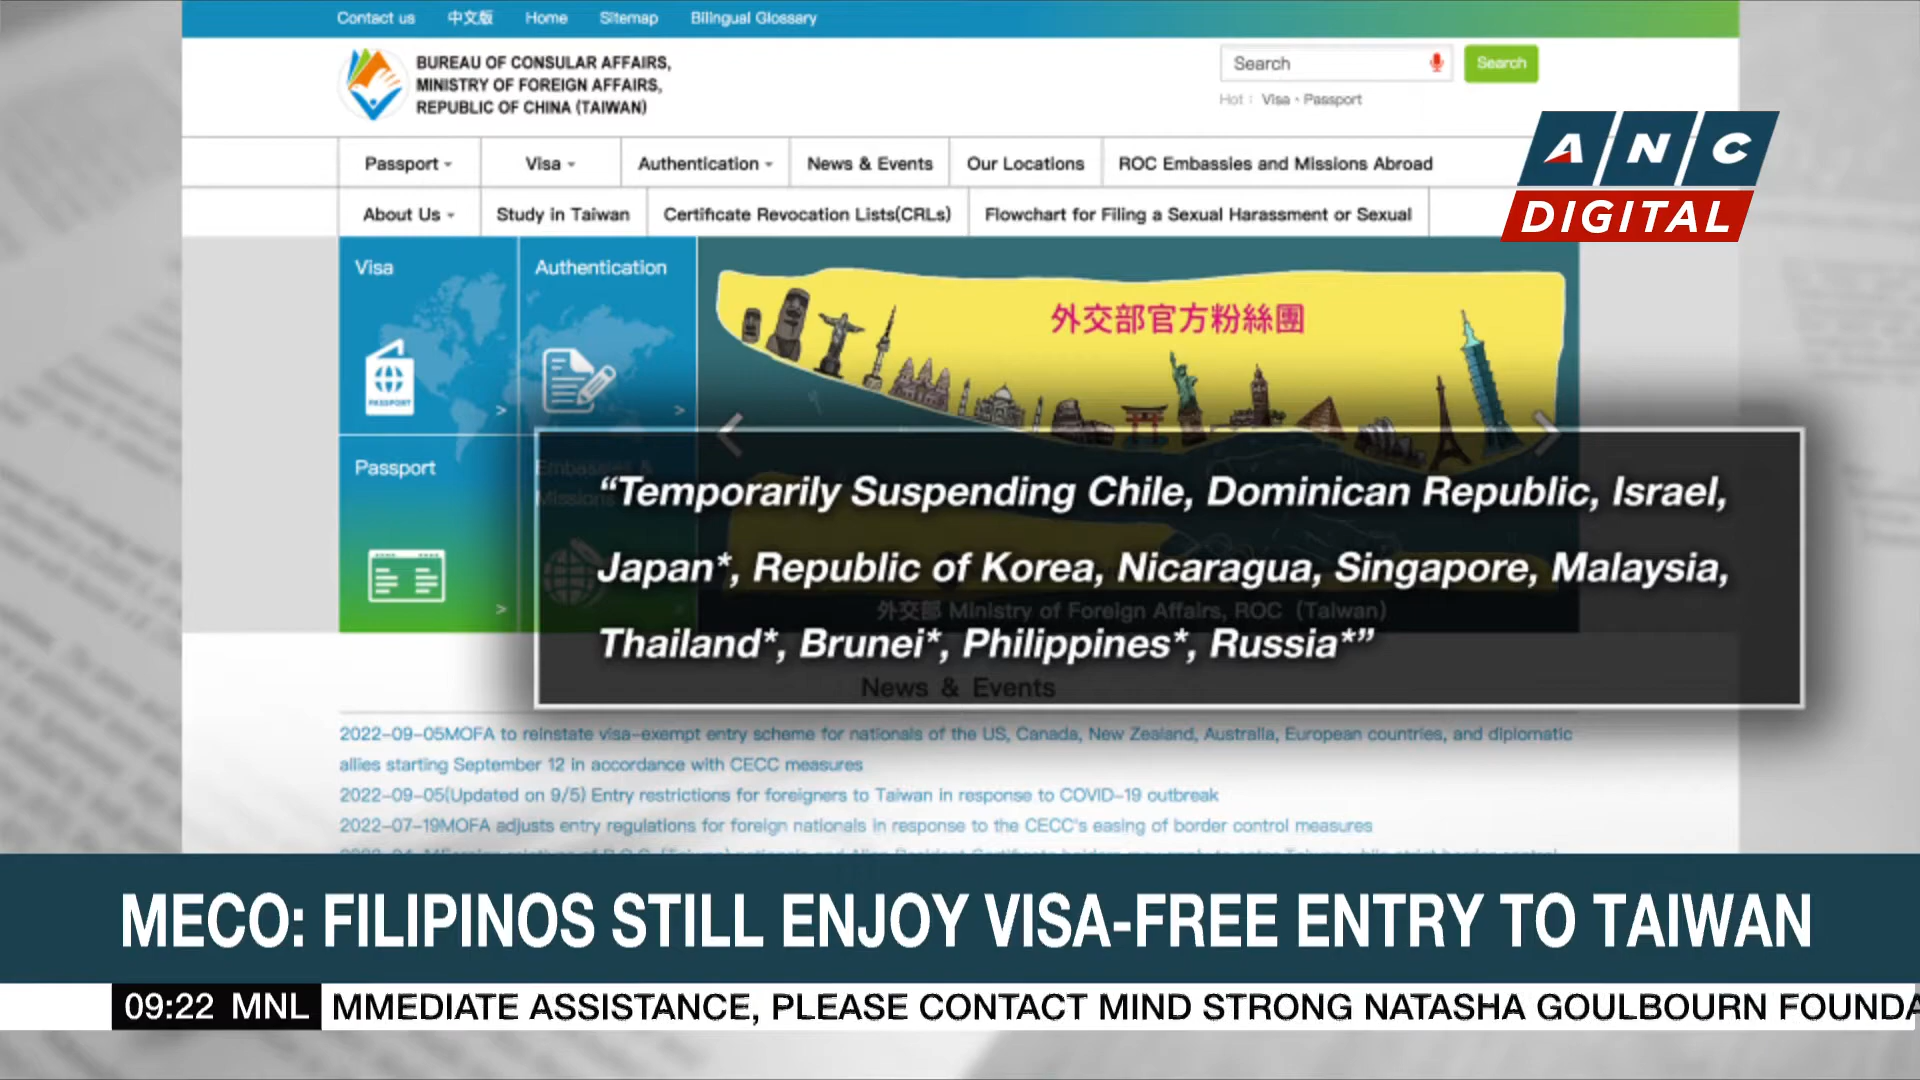 Contact us 中文版 Home Sitemap Bilingual Glossary
BUREAU OF CONSULAR AFFAIRS,
MINISTRY OF FOREIGN AFFAIRS,
REPUBLIC OF CHINA (TAIWAN)
Search Search
Hot : Visa、Passport
ANC
DIGITAL
Passport Visa Authentication News & Events Our Locations ROC Embassies and Missions Abroad
About Us Study in Taiwan Certificate Revocation Lists(CRLs) Flowchart for Filing a Sexual Harassment or Sexual
Visa Authentication
外交部官方粉絲團
PASSPORT
Passport
Embassies &
Missions
“Temporarily Suspending Chile, Dominican Republic, Israel,
Japan*, Republic of Korea, Nicaragua, Singapore, Malaysia,
外交部 Ministry of Foreign Affairs, ROC (Taiwan)
Thailand*, Brunei*, Philippines*, Russia*”
News & Events
2022-09-05MOFA to reinstate visa-exempt entry scheme for nationals of the US, Canada, New Zealand, Australia, European countries, and diplomatic
allies starting September 12 in accordance with CECC measures
2022-09-05(Updated on 9/5) Entry restrictions for foreigners to Taiwan in response to COVID-19 outbreak
2022-07-19MOFA adjusts entry regulations for foreign nationals in response to the CECC's easing of border control measures
MECO: FILIPINOS STILL ENJOY VISA-FREE ENTRY TO TAIWAN
09:22 MNL MMEDIATE ASSISTANCE, PLEASE CONTACT MIND STRONG NATASHA GOULBOURN FOUNDA